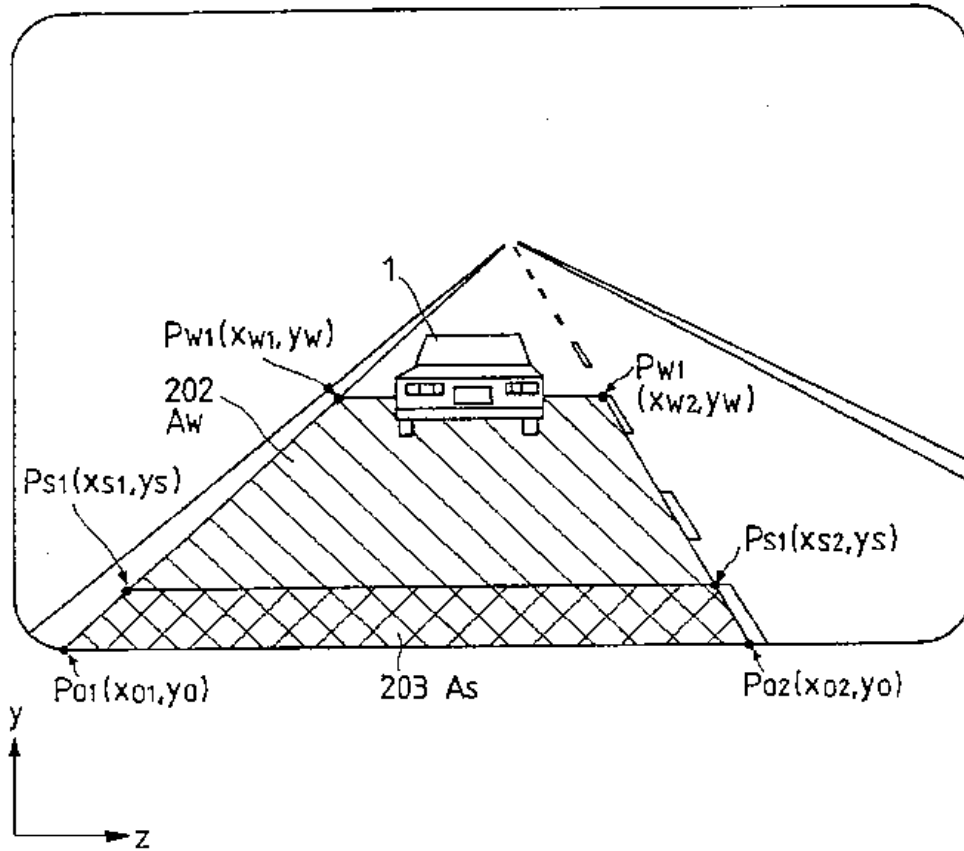 1
Pw1(xw1,yw)
Pw1
(xw2,yw)
202
Aw
Ps1(xs1,ys)
Ps1(xs2,ys)
Po1(xo1,yo)
203 As
Po2(xo2,yo)
y
z